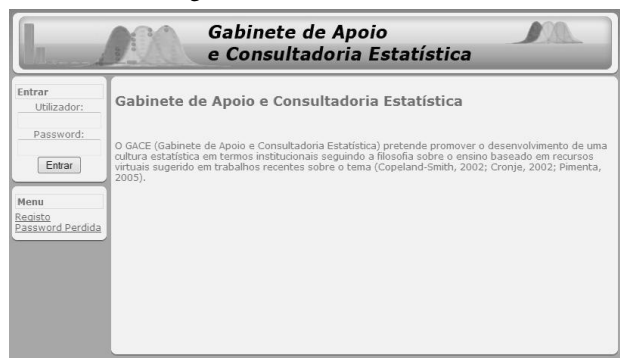 Gabinete de Apoio
e Consultadoria Estatística
Entrar
Utilizador:
Password:
Entrar
Menu
Registo
Password Perdida
Gabinete de Apoio e Consultadoria Estatística
O GACE (Gabinete de Apoio e Consultadoria Estatística) pretende promover o desenvolvimento de uma
cultura estatística em termos institucionais seguindo a filosofia sobre o ensino baseado em recursos
virtuais sugerido em trabalhos recentes sobre o tema (Copeland-Smith, 2002; Cronje, 2002; Pimenta,
2005).